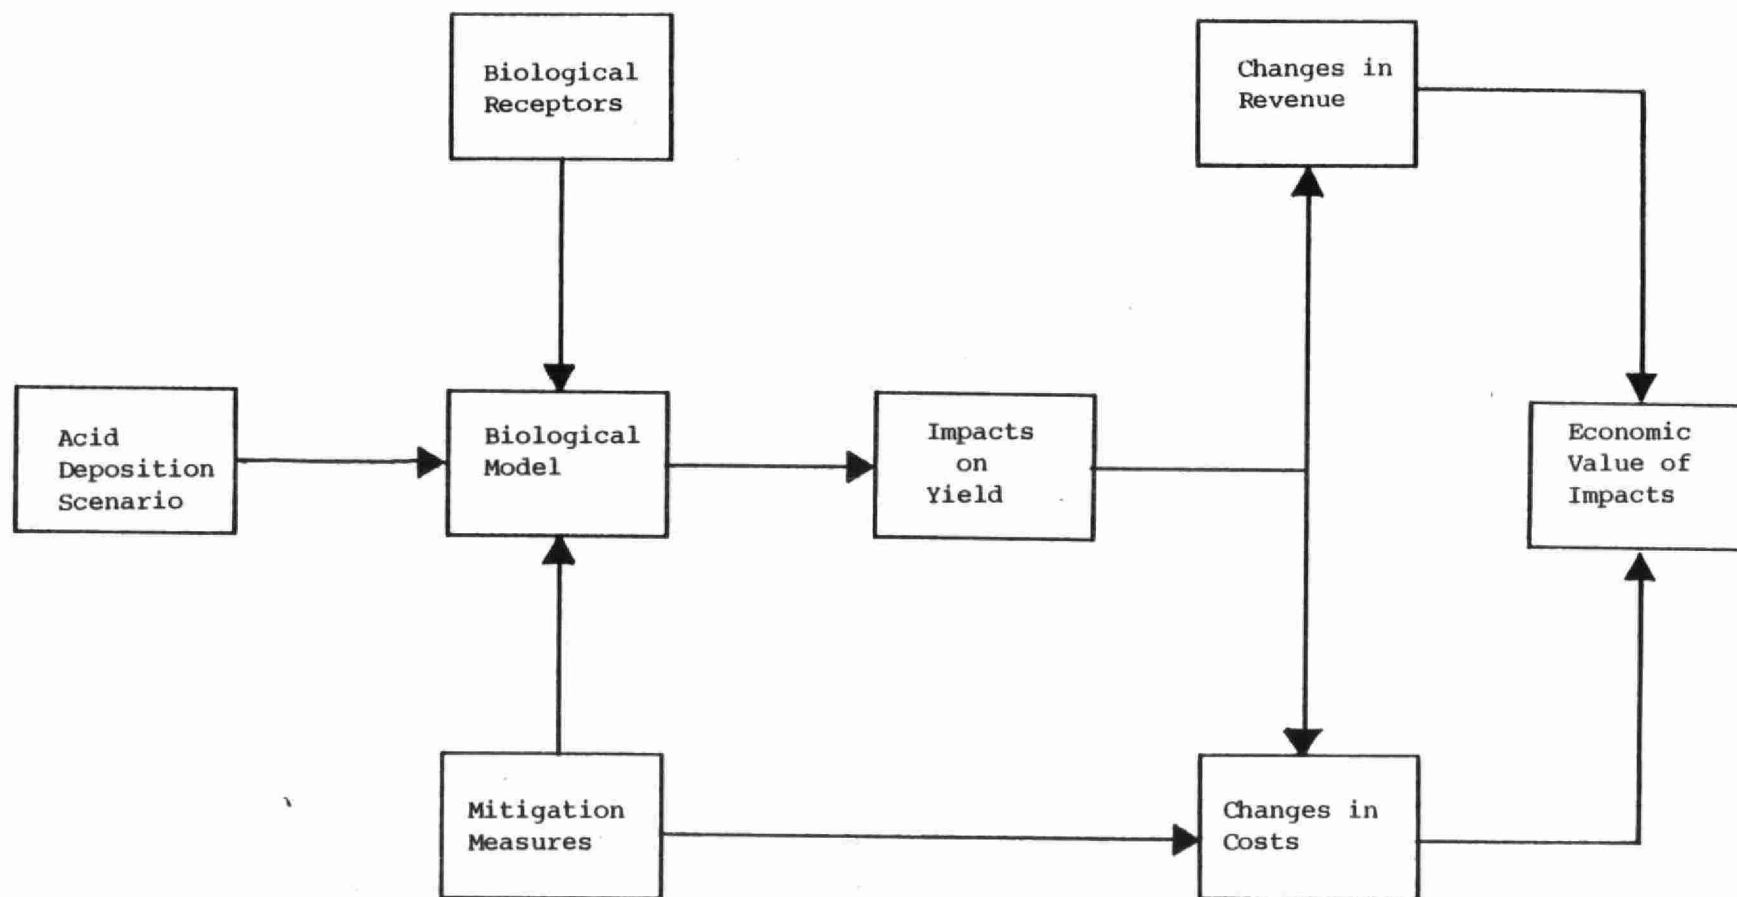 Biological
Receptors
Changes in
Revenue
Acid
Deposition
Scenario
Biological
Model
Impacts
on
Yield
Economic
Value of
Impacts
Mitigation
Measures
Changes in
Costs